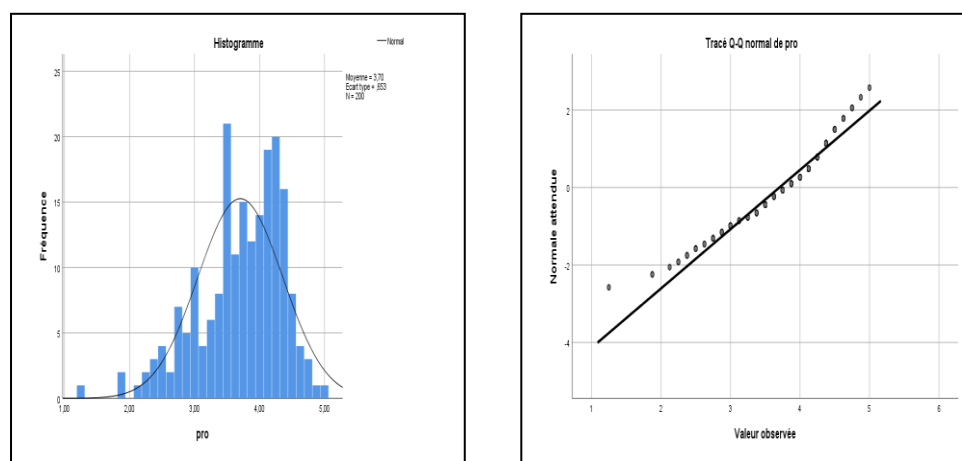 Histogramme
Normal
Moyenne = 3,70
Ecart type = ,653
N = 200
25
20
15
10
5
0
Fréquence
1,00 2,00 3,00 4,00 5,00
pro
Tracé Q-Q normal de pro
2
0
-2
-4
Normale attendue
1 2 3 4 5 6
Valeur observée